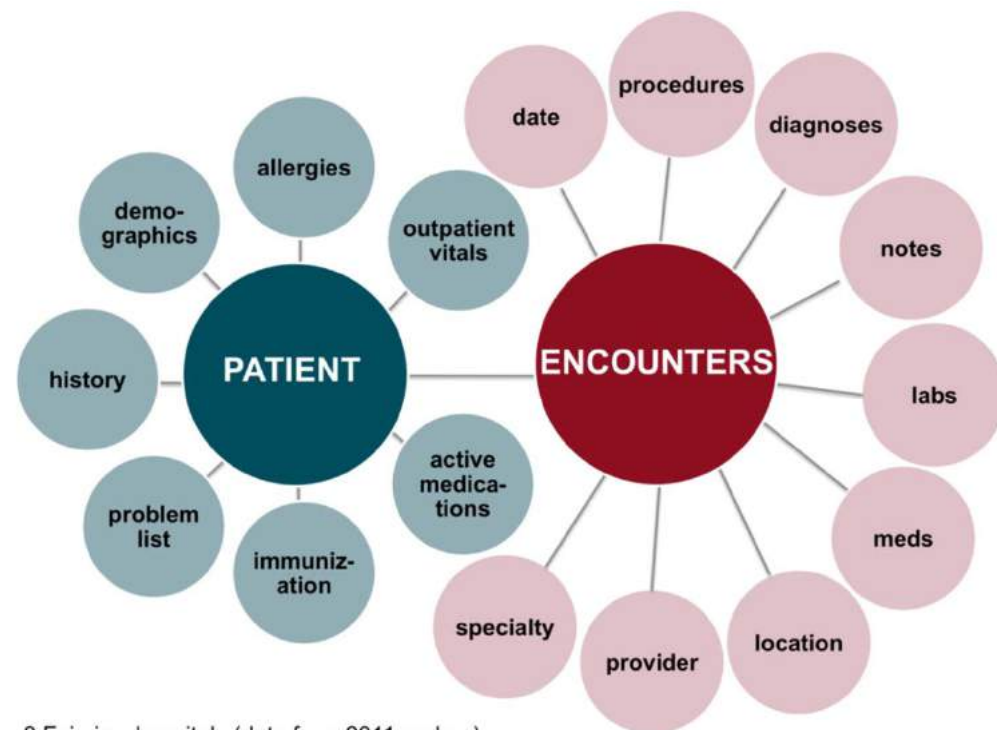 procedures
date
diagnoses
allergies
demo-
graphics
outpatient
vitals
notes
PATIENT
ENCOUNTERS
history
labs
active
medica-
tions
problem
list
immuniz-
ation
meds
specialty
location
provider